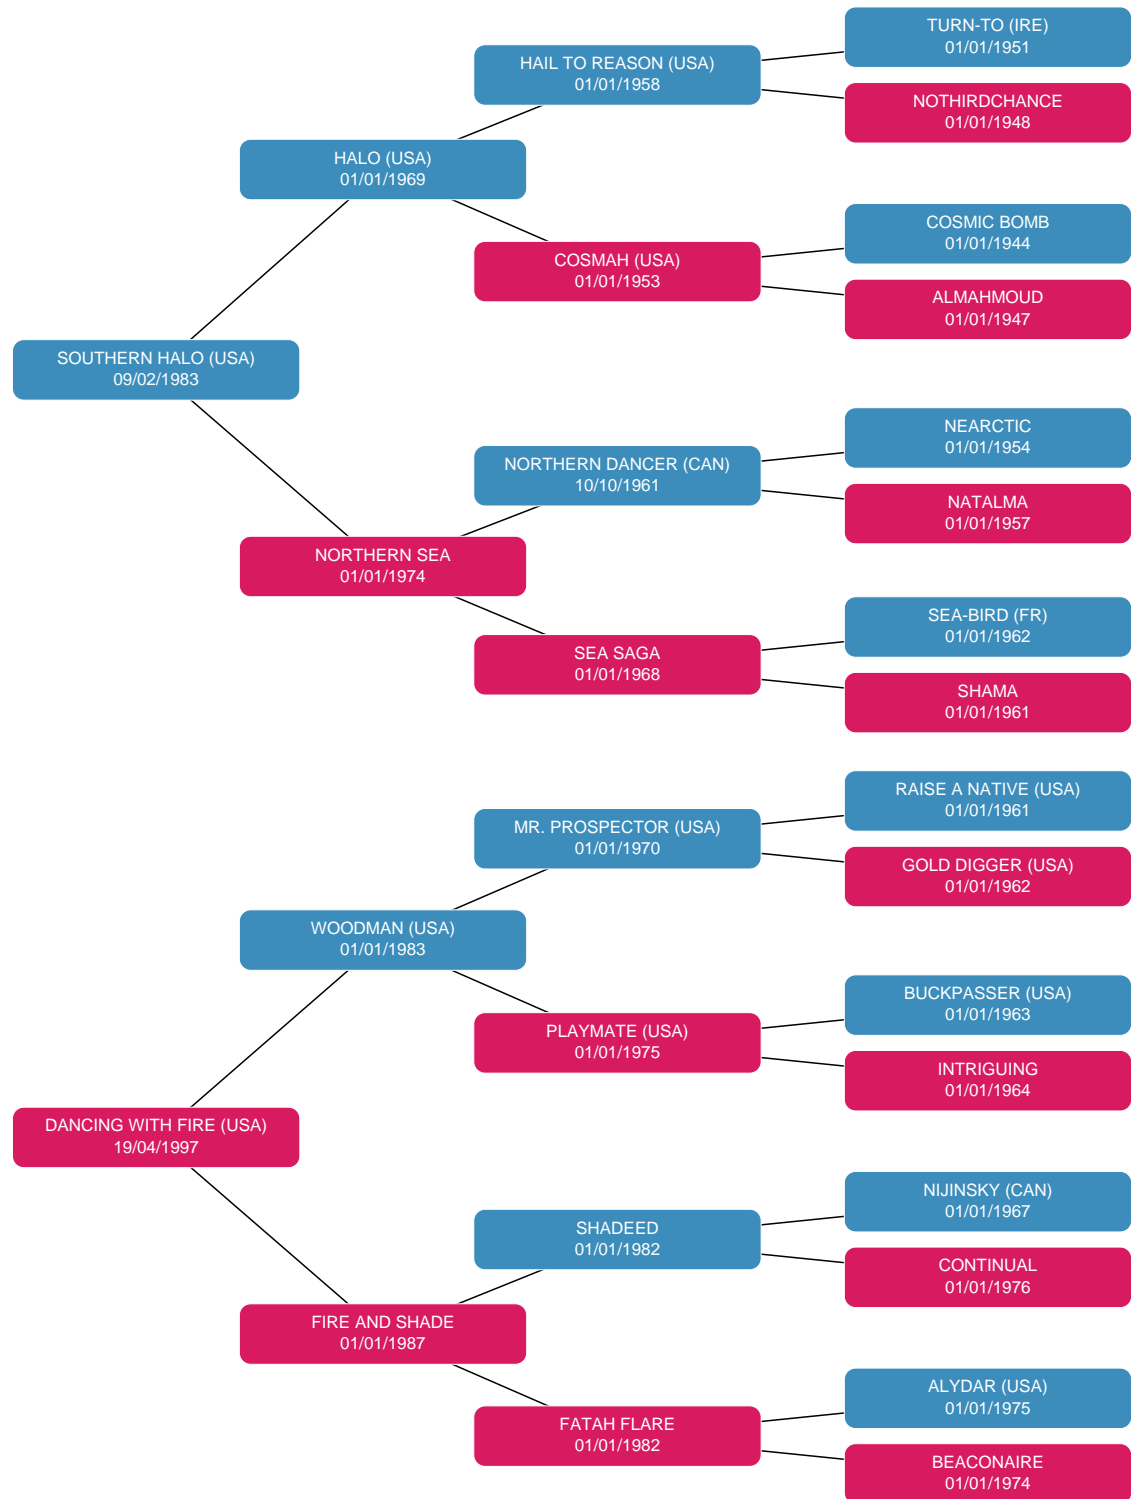 TURN-TO (IRE)
01/01/1951
HAIL TO REASON (USA)
01/01/1958
NOTHIRDCHANCE
01/01/1948
HALO (USA)
01/01/1969
COSMIC BOMB
01/01/1944
COSMAH (USA)
01/01/1953
ALMAHMOUD
01/01/1947
SOUTHERN HALO (USA)
09/02/1983
NEARCTIC
01/01/1954
NORTHERN DANCER (CAN)
10/10/1961
NATALMA
01/01/1957
NORTHERN SEA
01/01/1974
SEA-BIRD (FR)
01/01/1962
SEA SAGA
01/01/1968
SHAMA
01/01/1961
RAISE A NATIVE (USA)
01/01/1961
MR. PROSPECTOR (USA)
01/01/1970
GOLD DIGGER (USA)
01/01/1962
WOODMAN (USA)
01/01/1983
BUCKPASSER (USA)
01/01/1963
PLAYMATE (USA)
01/01/1975
INTRIGUING
01/01/1964
DANCING WITH FIRE (USA)
19/04/1997
NIJINSKY (CAN)
01/01/1967
SHADEED
01/01/1982
CONTINUAL
01/01/1976
FIRE AND SHADE
01/01/1987
ALYDAR (USA)
01/01/1975
FATAH FLARE
01/01/1982
BEACONAIRE
01/01/1974